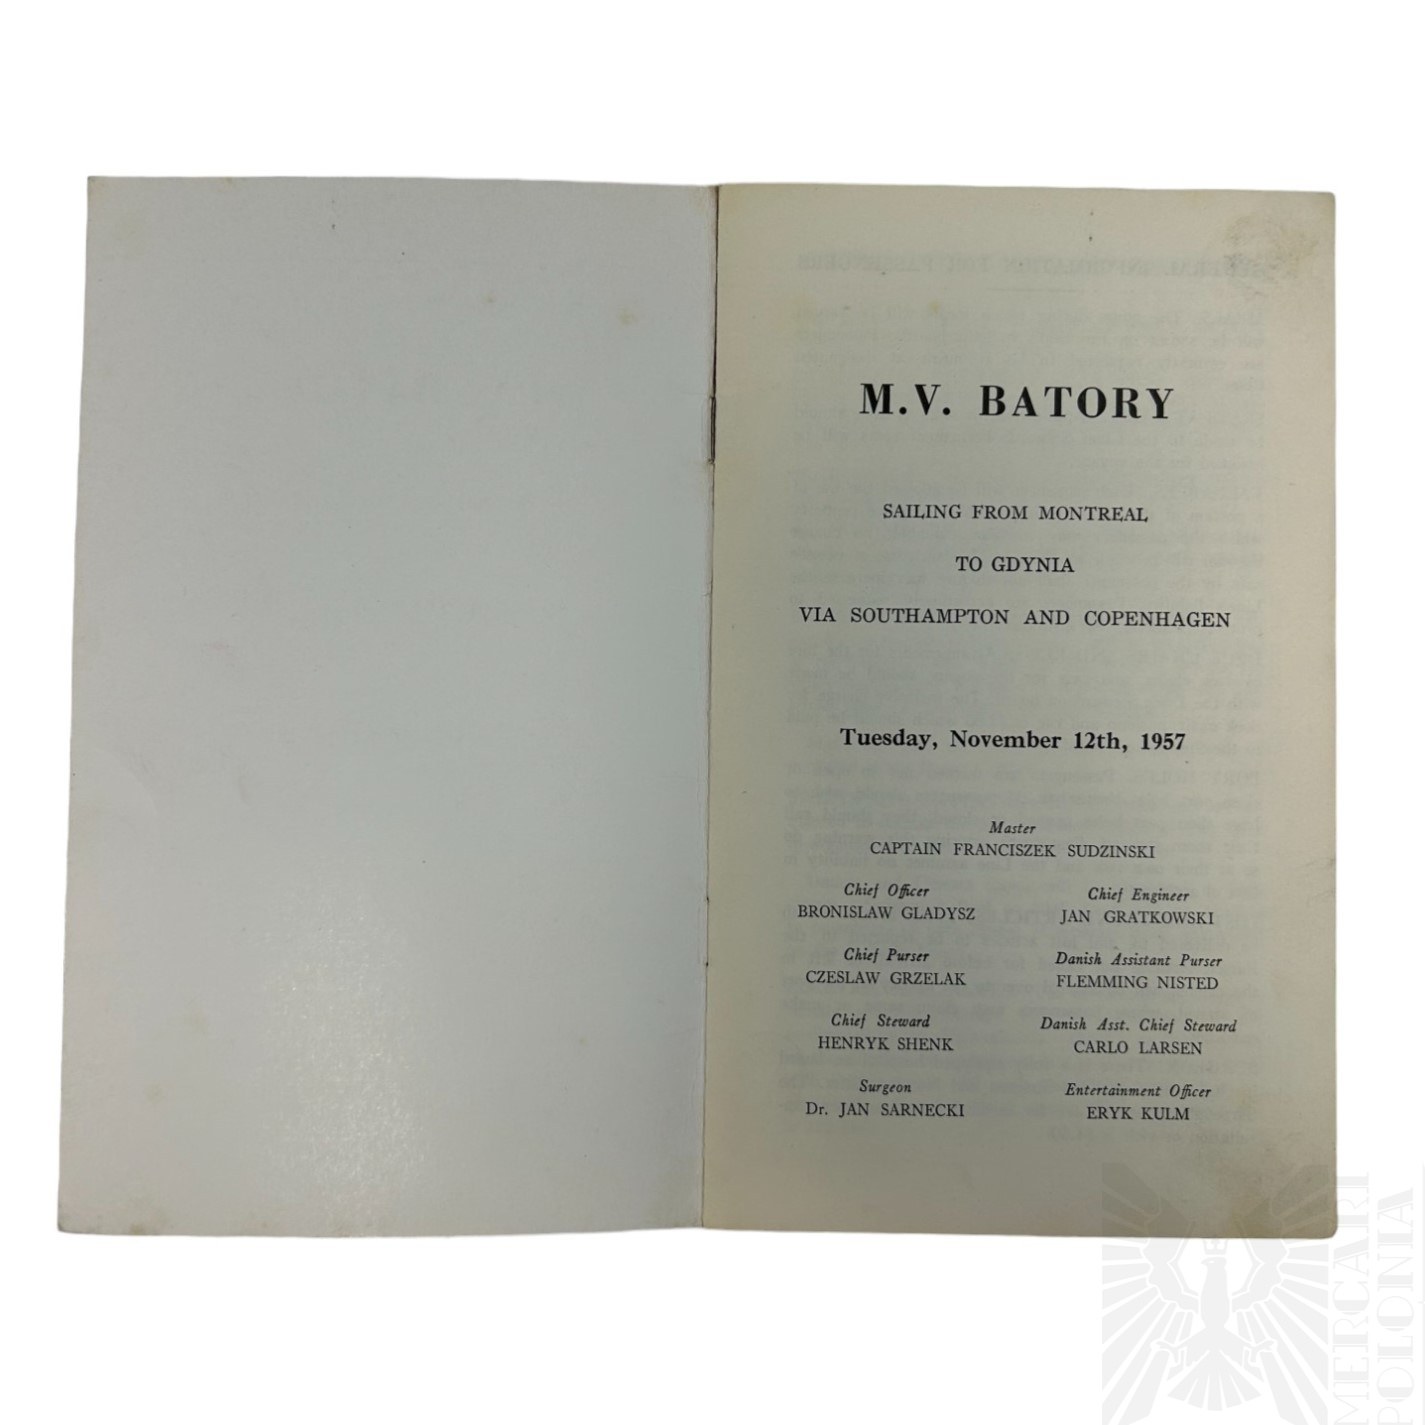 M.V. BATORY
SAILING FROM MONTREAL
TO GDYNIA
VIA SOUTHAMPTON AND COPENHAGEN
Tuesday, November 12th, 1957
Master
CAPTAIN FRANCISZEK SUDZINSKI
Chief Officer
BRONISLAW GLADYSZ
Chief Engineer
JAN GRATKOWSKI
Chief Purser
CZESLAW GRZELAK
Danish Assistant Purser
FLEMMING NISTED
Chief Steward
HENRYK SHENK
Danish Asst. Chief Steward
CARLO LARSEN
Surgeon
Dr. JAN SARNECKI
Entertainment Officer
ERYK KULM
MERCARI
POLONIA